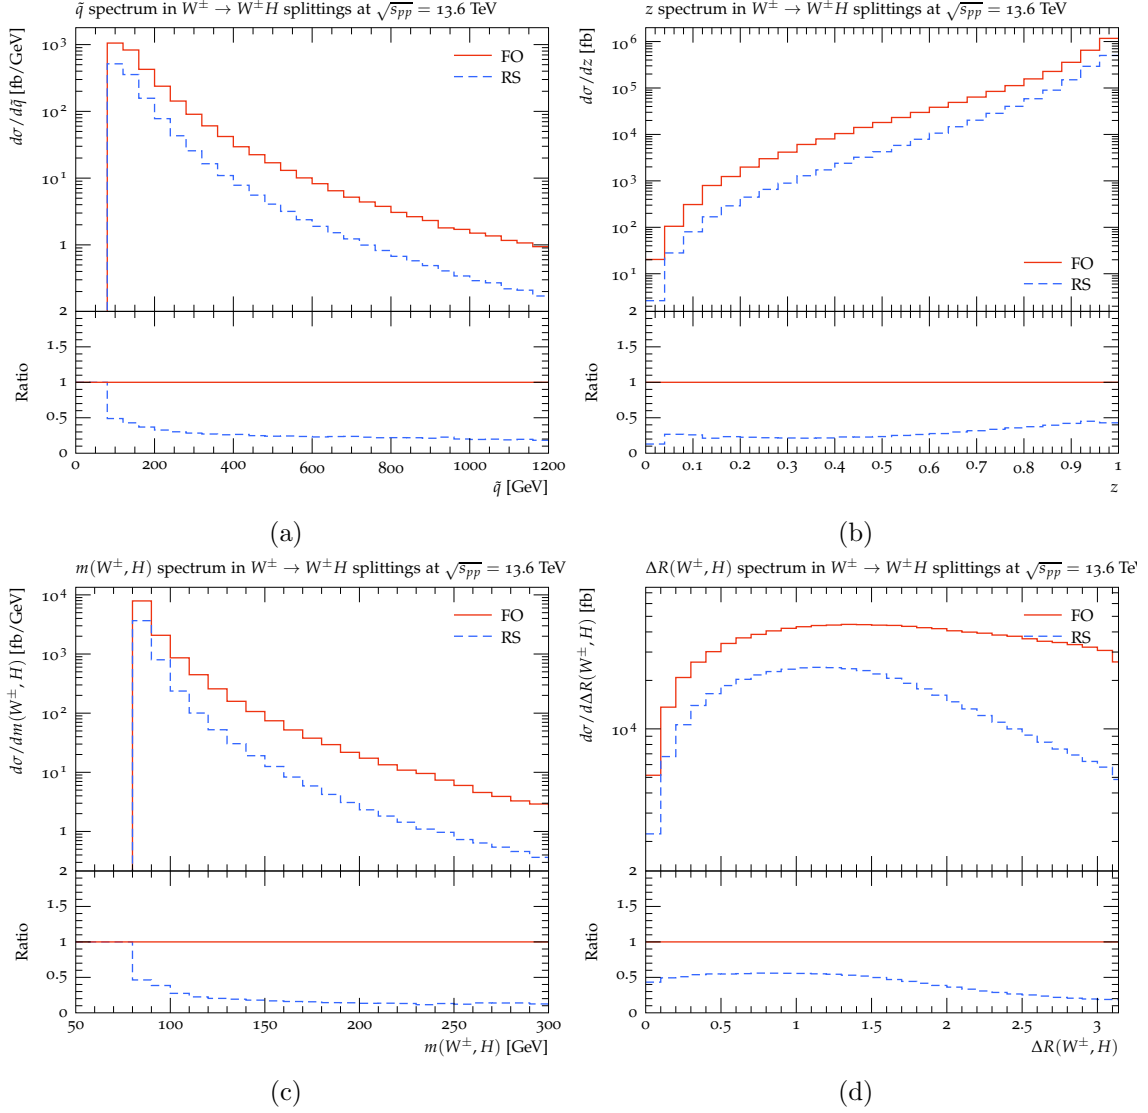 q̃ spectrum in W± → W±H splittings at √s_pp = 13.6 TeV
dσ/dq̃ [fb/GeV]
10³
10²
10¹
1
FO
RS
Ratio
2
1.5
1
0.5
0
0 200 400 600 800 1000 1200
q̃ [GeV]
(a)
z spectrum in W± → W±H splittings at √s_pp = 13.6 TeV
dσ/dz [fb]
10⁶
10⁵
10⁴
10³
10²
10¹
FO
RS
Ratio
2
1.5
1
0.5
0
0 0.1 0.2 0.3 0.4 0.5 0.6 0.7 0.8 0.9 1
z
(b)
m(W±, H) spectrum in W± → W±H splittings at √s_pp = 13.6 TeV
dσ/dm(W±, H) [fb/GeV]
10⁴
10³
10²
10¹
1
FO
RS
Ratio
2
1.5
1
0.5
0
50 100 150 200 250 300
m(W±, H) [GeV]
(c)
ΔR(W±, H) spectrum in W± → W±H splittings at √s_pp = 13.6 TeV
dσ/dΔR(W±, H) [fb]
10⁴
FO
RS
Ratio
2
1.5
1
0.5
0
0 0.5 1 1.5 2 2.5 3
ΔR(W±, H)
(d)